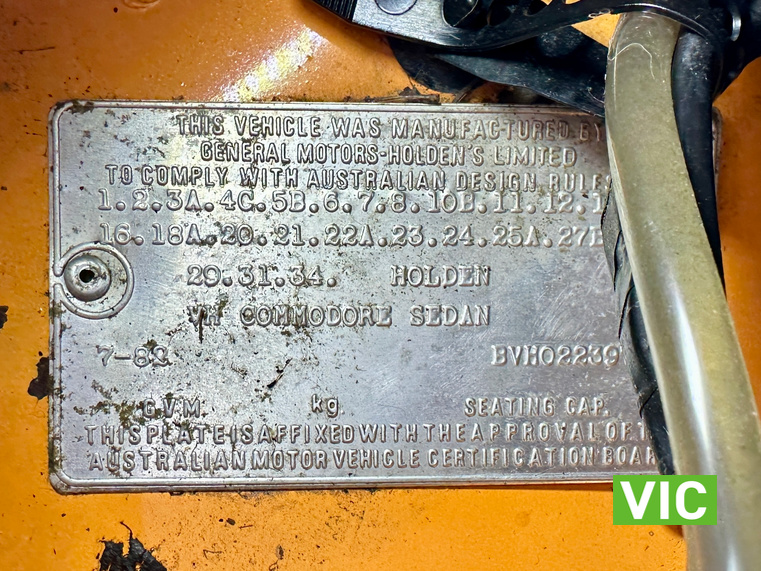 THIS VEHICLE WAS MANUFACTURED BY
GENERAL MOTORS-HOLDEN'S LIMITED
TO COMPLY WITH AUSTRALIAN DESIGN RULES
1.2.3A.4C.5B.6.7.8.10B.11.12.1
16.18A.20.21.22A.23.24.25A.27B
29.31.34. HOLDEN
VH COMMODORE SEDAN
7-82 BVH02239
G.V.M. kg SEATING CAP.
THIS PLATE IS AFFIXED WITH THE APPROVAL OF T
AUSTRALIAN MOTOR VEHICLE CERTIFICATION BOAR
VIC